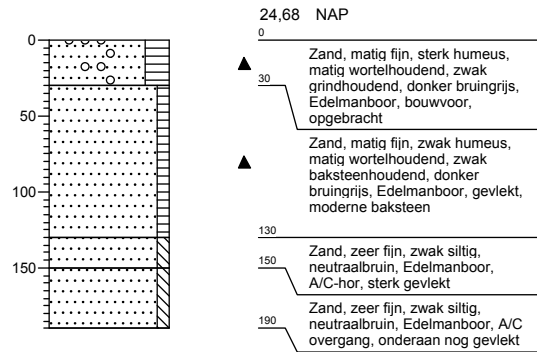 24,68 NAP
0
0
Zand, matig fijn, sterk humeus,
matig wortelhoudend, zwak
grindhoudend, donker bruingrijs,
Edelmanboor, bouwvoor,
opgebracht
30
50
Zand, matig fijn, zwak humeus,
matig wortelhoudend, zwak
baksteenhoudend, donker
bruingrijs, Edelmanboor, gevlekt,
moderne baksteen
100
130
Zand, zeer fijn, zwak siltig,
neutraalbruin, Edelmanboor,
A/C-hor, sterk gevlekt
150
150
Zand, zeer fijn, zwak siltig,
neutraalbruin, Edelmanboor, A/C
overgang, onderaan nog gevlekt
190